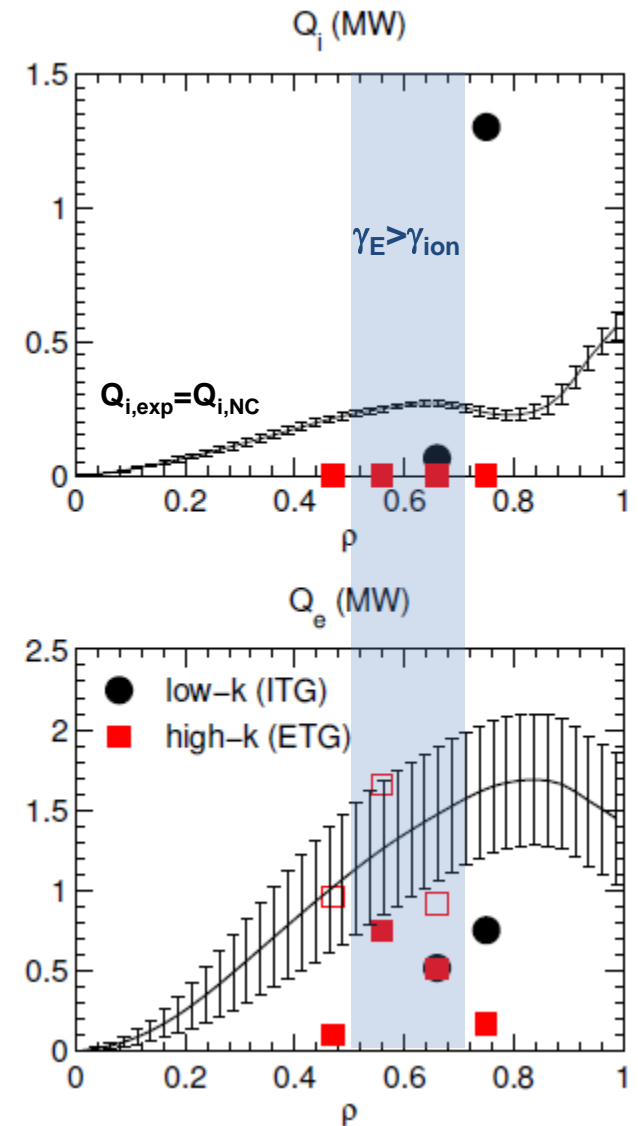 Q_i (MW)
1.5
1
0.5
0
γ_E>γ_ion
Q_i,exp=Q_i,NC
0 0.2 0.4 0.6 0.8 1
ρ
Q_e (MW)
2.5
2
1.5
1
0.5
0
low−k (ITG)
high−k (ETG)
0 0.2 0.4 0.6 0.8 1
ρ